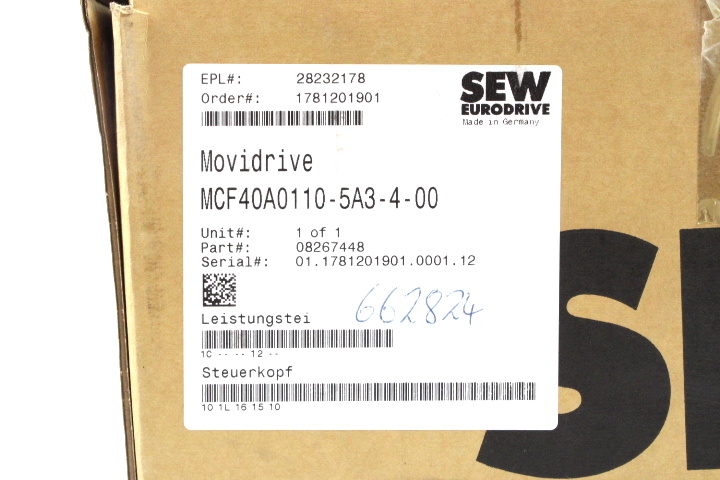 EPL#: 28232178
Order#: 1781201901
SEW
EURODRIVE
Made in Germany
Movidrive
MCF40A0110-5A3-4-00
Unit#: 1 of 1
Part#: 08267448
Serial#: 01.1781201901.0001.12
662824
Leistungstei
1C -- -- 12 --
Steuerkopf
10 1L 16 15 10